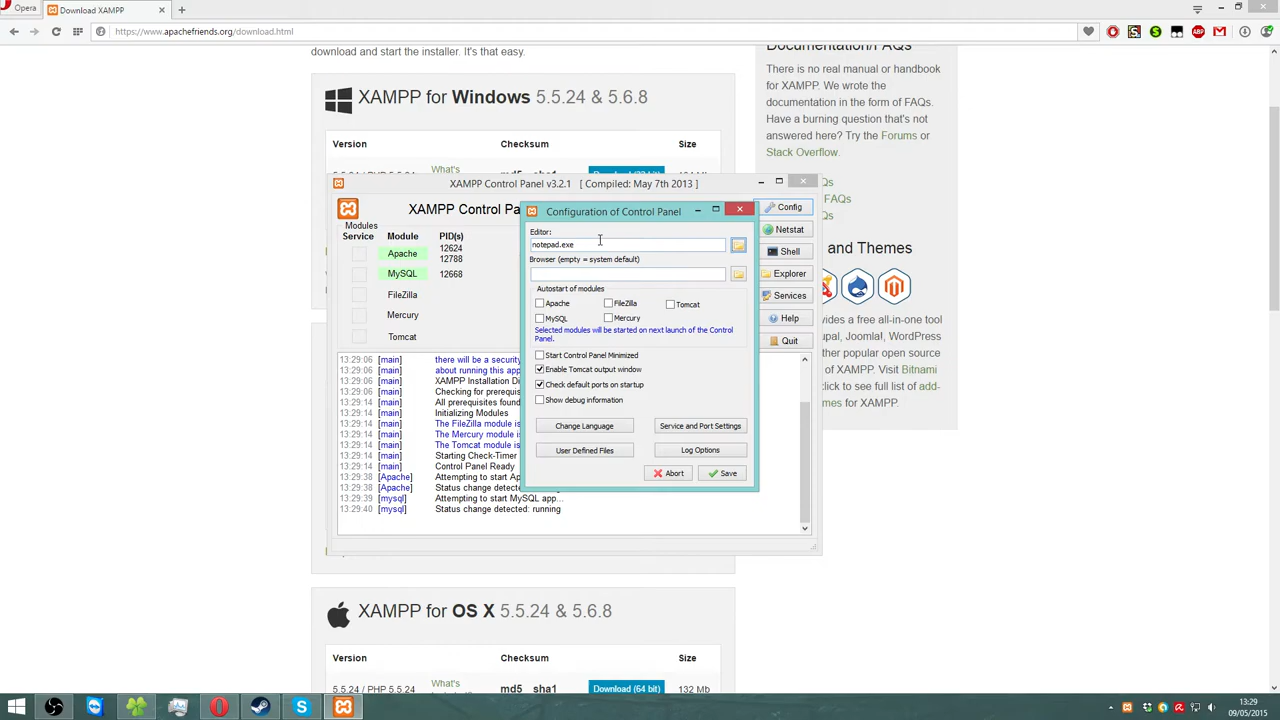 Opera
Download XAMPP
https://www.apachefriends.org/download.html
download and start the installer. It's that easy.
XAMPP for Windows 5.5.24 & 5.6.8
Version Checksum Size
What's
md5 sha1
Documentation/FAQs
There is no real manual or handbook
for XAMPP. We wrote the
documentation in the form of FAQs.
Have a burning question that's not
answered here? Try the Forums or
Stack Overflow.
FAQs
and Themes
vides a free all-in-one tool
upal, Joomla!, WordPress
ther popular open source
of XAMPP. Visit Bitnami
click to see full list of add-
mes for XAMPP.
XAMPP Control Panel v3.2.1 [ Compiled: May 7th 2013 ]
XAMPP Control Pa
Modules
Service Module PID(s)
Apache 12624
12788
MySQL 12668
FileZilla
Mercury
Tomcat
Config
Netstat
Shell
Explorer
Services
Help
Quit
13:29:06 [main] there will be a security
13:29:06 [main] about running this app
13:29:06 [main] XAMPP Installation Di
13:29:06 [main] Checking for prerequis
13:29:14 [main] All prerequisites found
13:29:14 [main] Initializing Modules
13:29:14 [main] The FileZilla module is
13:29:14 [main] The Mercury module is
13:29:14 [main] The Tomcat module is
13:29:14 [main] Starting Check-Timer
13:29:14 [main] Control Panel Ready
13:29:38 [Apache] Attempting to start Ap
13:29:38 [Apache] Status change detected:
13:29:39 [mysql] Attempting to start MySQL app...
13:29:40 [mysql] Status change detected: running
Configuration of Control Panel
Editor:
notepad.exe
Browser (empty = system default)
Autostart of modules
Apache FileZilla Tomcat
MySQL Mercury
Selected modules will be started on next launch of the Control
Panel.
Start Control Panel Minimized
Enable Tomcat output window
Check default ports on startup
Show debug information
Change Language Service and Port Settings
User Defined Files Log Options
Abort Save
XAMPP for OS X 5.5.24 & 5.6.8
Version Checksum Size
5.5.24 / PHP 5.5.24 What's md5 sha1 Download (64 bit) 132 Mb
13:29
09/05/2015